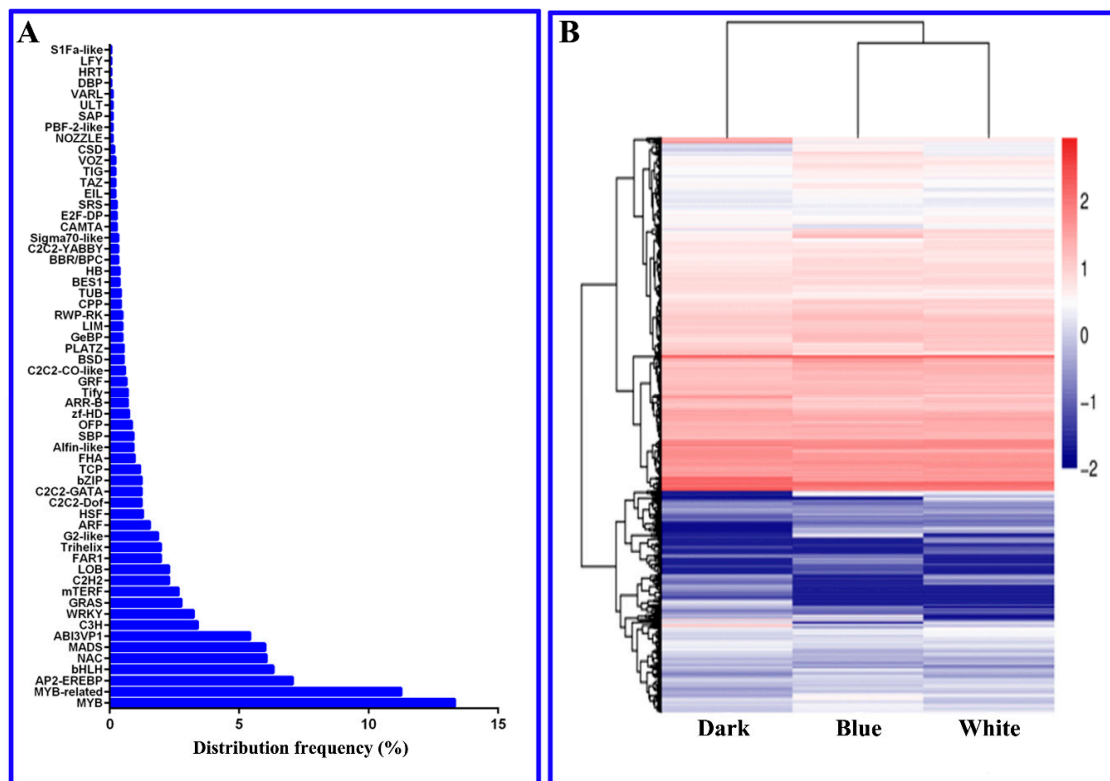 A
S1Fa-like
LFY
HRT
DBP
VARL
ULT
SAP
PBF-2-like
NOZZLE
CSD
VOZ
TIG
TAZ
EIL
SRS
E2F-DP
CAMTA
Sigma70-like
C2C2-YABBY
BBR/BPC
HB
BES1
TUB
CPP
RWP-RK
LIM
GeBP
PLATZ
BSD
C2C2-CO-like
GRF
Tify
ARR-B
zf-HD
OFP
SBP
Alfin-like
FHA
TCP
bZIP
C2C2-GATA
C2C2-Dof
HSF
ARF
G2-like
Trihelix
FAR1
LOB
C2H2
mTERF
GRAS
WRKY
C3H
ABI3VP1
MADS
NAC
bHLH
AP2-EREBP
MYB-related
MYB
0 5 10 15
Distribution frequency (%)
B
2
1
0
-1
-2
Dark Blue White